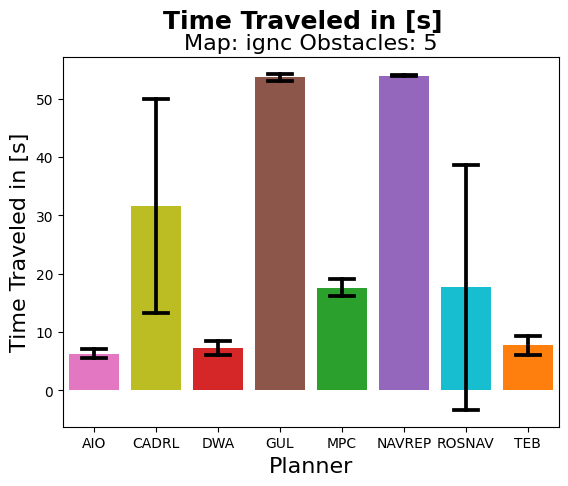 Time Traveled in [s]
Map: ignc Obstacles: 5
Time Traveled in [s]
50
40
30
20
10
0
AIO CADRL DWA GUL MPC NAVREP ROSNAV TEB
Planner